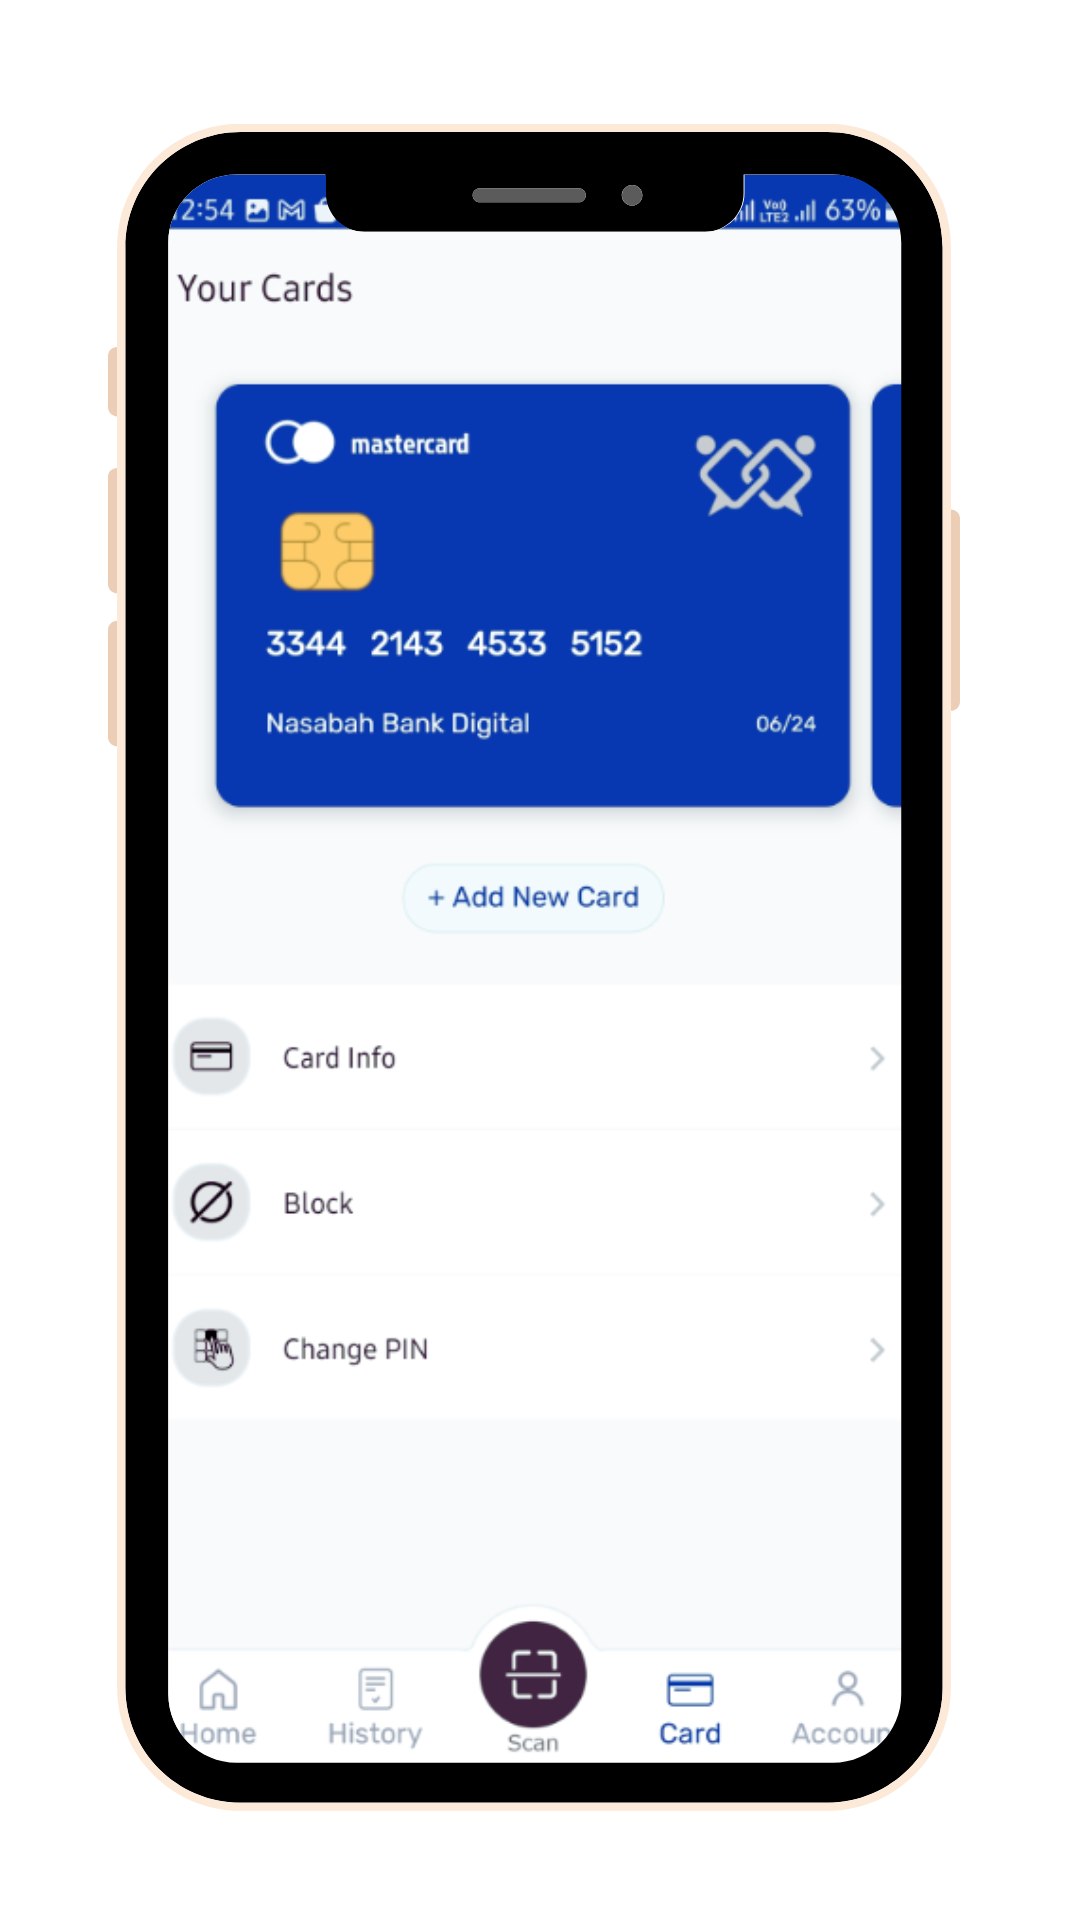 2:54 63%
Vo))
LTE2
Your Cards
mastercard
3344 2143 4533 5152
Nasabah Bank Digital 06/24
+ Add New Card
Card Info
Block
Change PIN
Home History Scan Card Accoun